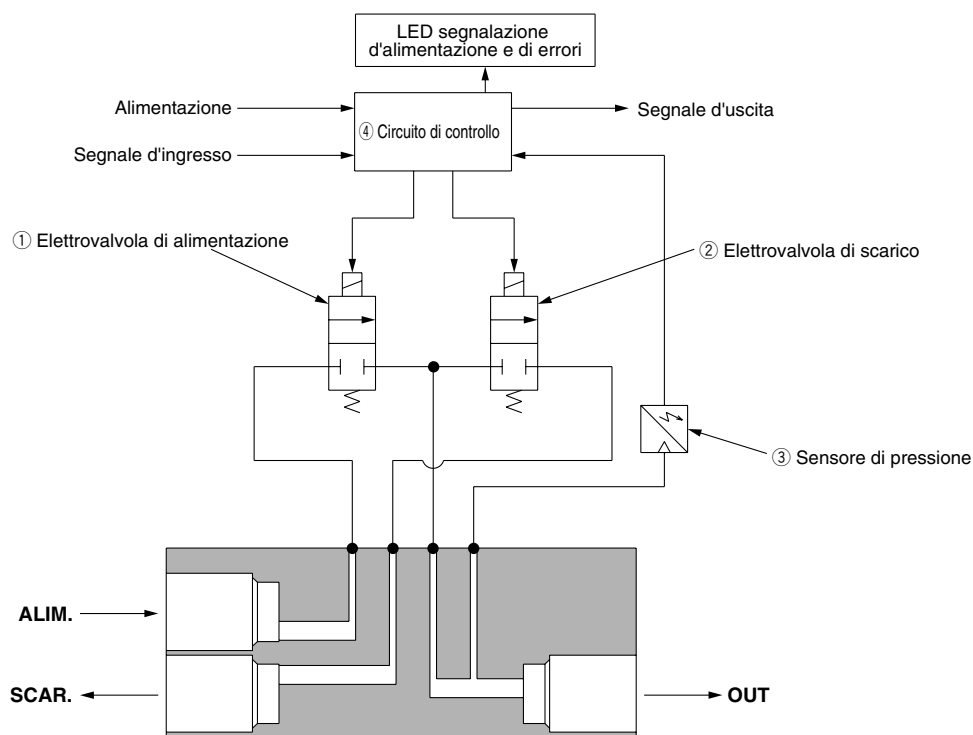 LED segnalazione
d'alimentazione e di errori
Alimentazione
Segnale d'uscita
④ Circuito di controllo
Segnale d'ingresso
① Elettrovalvola di alimentazione
② Elettrovalvola di scarico
③ Sensore di pressione
ALIM.
SCAR.
OUT